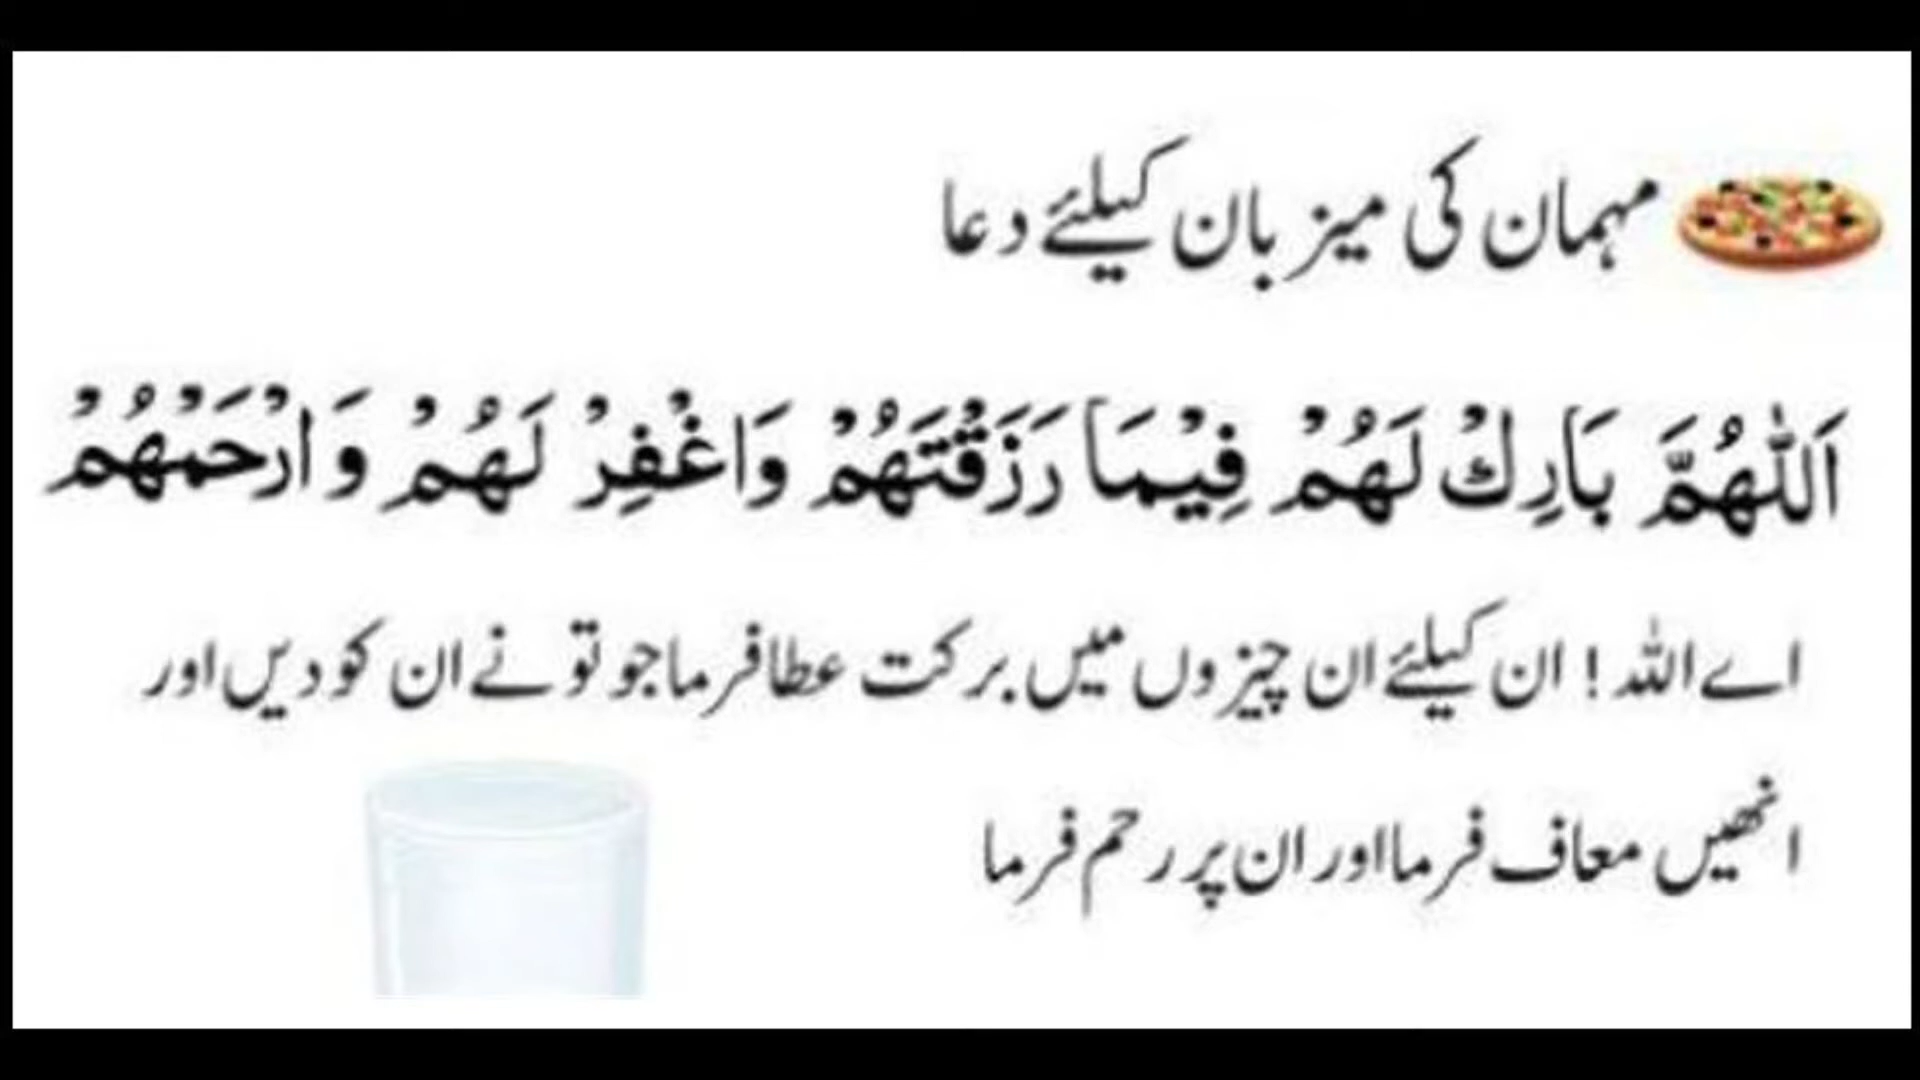 مہمان کی میزبان کیلئے دعا
اَللّٰهُمَّ بَارِكْ لَهُمْ فِيْمَا رَزَقْتَهُمْ وَاغْفِرْ لَهُمْ وَارْحَمْهُمْ
اے اللہ! ان کیلئے ان چیزوں میں برکت عطا فرما جو تو نے ان کو دیں اور
انھیں معاف فرما اور ان پر رحم فرما